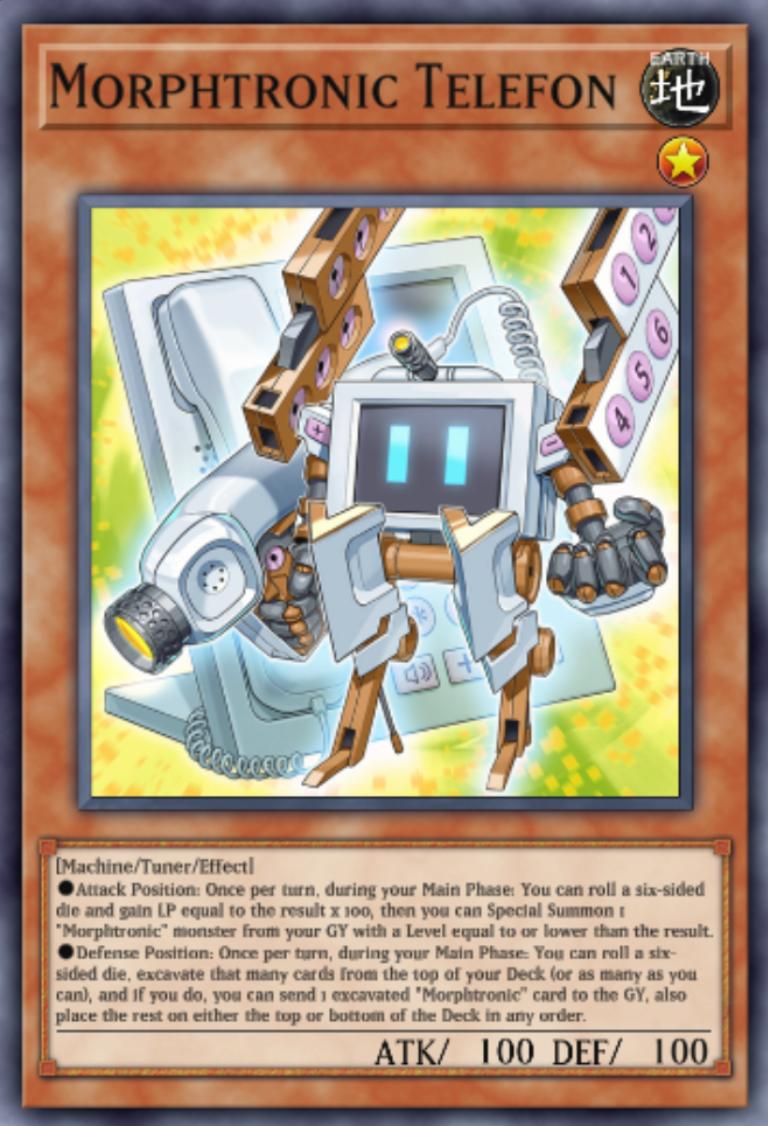 MORPHTRONIC TELEFON
EARTH
地
1
2
4
5
6
+
-
*
+
[Machine/Tuner/Effect]
●Attack Position: Once per turn, during your Main Phase: You can roll a six-sided
die and gain LP equal to the result x 100, then you can Special Summon 1
"Morphtronic" monster from your GY with a Level equal to or lower than the result.
●Defense Position: Once per turn, during your Main Phase: You can roll a six-
sided die, excavate that many cards from the top of your Deck (or as many as you
can), and if you do, you can send 1 excavated "Morphtronic" card to the GY, also
place the rest on either the top or bottom of the Deck in any order.
ATK/ 100 DEF/ 100